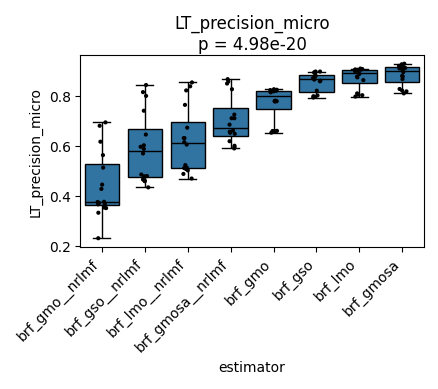 LT_precision_micro
p = 4.98e-20
LT_precision_micro
0.8
0.6
0.4
0.2
brf_gmo__nrlmf
brf_gso__nrlmf
brf_lmo__nrlmf
brf_gmosa__nrlmf
brf_gmo
brf_gso
brf_lmo
brf_gmosa
estimator